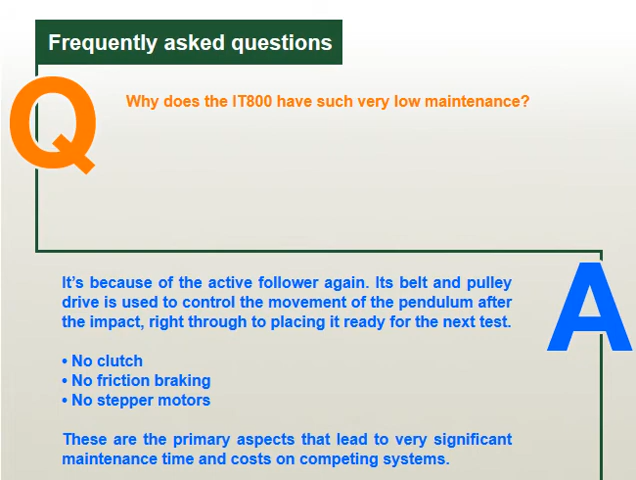 Frequently asked questions
Q
Why does the IT800 have such very low maintenance?
A
It's because of the active follower again. Its belt and pulley
drive is used to control the movement of the pendulum after
the impact, right through to placing it ready for the next test.
• No clutch
• No friction braking
• No stepper motors
These are the primary aspects that lead to very significant
maintenance time and costs on competing systems.